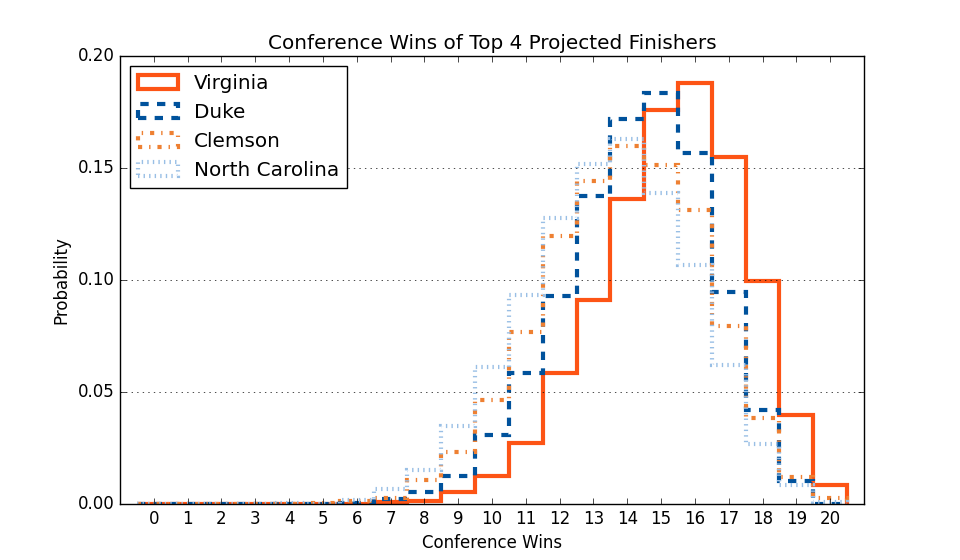 Conference Wins of Top 4 Projected Finishers
0.20
Virginia
Duke
Clemson
North Carolina
0.15
0.10
0.05
0.00
Probability
0 1 2 3 4 5 6 7 8 9 10 11 12 13 14 15 16 17 18 19 20
Conference Wins